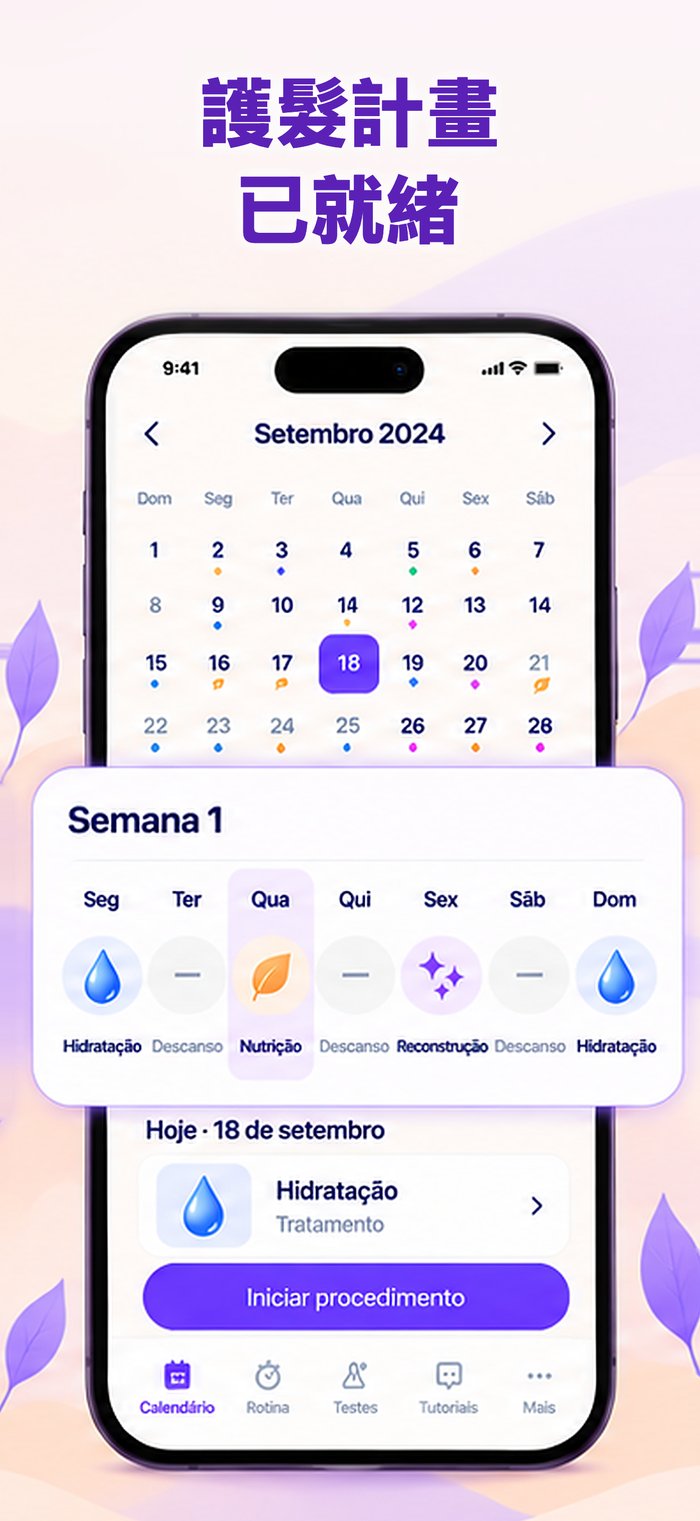 護髮計畫
已就緒
9:41
Setembro 2024
Dom Seg Ter Qua Qui Sex Sáb
1 2 3 4 5 6 7
8 9 10 14 12 13 14
15 16 17 18 19 20 21
22 23 24 25 26 27 28
Semana 1
Seg Ter Qua Qui Sex Sãb Dom
Hidratação Descanso Nutrição Descanso Reconstrução Descanso Hidratação
Hoje · 18 de setembro
Hidratação
Tratamento
Iniciar procedimento
Calendário Rotina Testes Tutoriais Mais